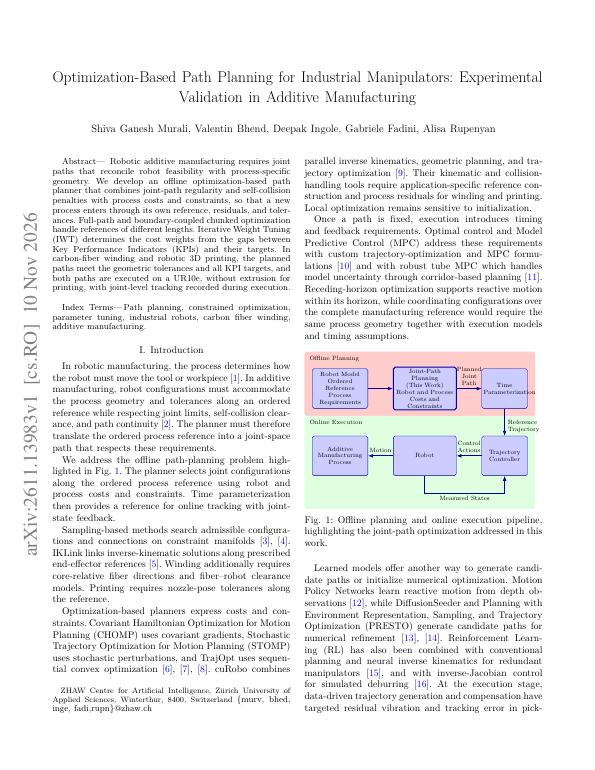 Optimization-Based Path Planning for Industrial Manipulators: Experimental
Validation in Additive Manufacturing
Shiva Ganesh Murali, Valentin Bhend, Deepak Ingole, Gabriele Fadini, Alisa Rupenyan
arXiv:2611.13983v1 [cs.RO] 10 Nov 2026
Abstract— Robotic additive manufacturing requires joint
paths that reconcile robot feasibility with process-specific
geometry. We develop an offline optimization-based path
planner that combines joint-path regularity and self-collision
penalties with process costs and constraints, so that a new
process enters through its own reference, residuals, and toler-
ances. Full-path and boundary-coupled chunked optimization
handle references of different lengths. Iterative Weight Tuning
(IWT) determines the cost weights from the gaps between
Key Performance Indicators (KPIs) and their targets. In
carbon-fiber winding and robotic 3D printing, the planned
paths meet the geometric tolerances and all KPI targets, and
both paths are executed on a UR10e, without extrusion for
printing, with joint-level tracking recorded during execution.
Index Terms—Path planning, constrained optimization,
parameter tuning, industrial robots, carbon fiber winding,
additive manufacturing.
I. Introduction
In robotic manufacturing, the process determines how
the robot must move the tool or workpiece [1]. In additive
manufacturing, robot configurations must accommodate
the process geometry and tolerances along an ordered
reference while respecting joint limits, self-collision clear-
ance, and path continuity [2]. The planner must therefore
translate the ordered process reference into a joint-space
path that respects these requirements.
We address the offline path-planning problem high-
lighted in Fig. 1. The planner selects joint configurations
along the ordered process reference using robot and
process costs and constraints. Time parameterization
then provides a reference for online tracking with joint-
state feedback.
Sampling-based methods search admissible configura-
tions and connections on constraint manifolds [3], [4].
IKLink links inverse-kinematic solutions along prescribed
end-effector references [5]. Winding additionally requires
core-relative fiber directions and fiber–robot clearance
models. Printing requires nozzle-pose tolerances along
the reference.
Optimization-based planners express costs and con-
straints. Covariant Hamiltonian Optimization for Motion
Planning (CHOMP) uses covariant gradients, Stochastic
Trajectory Optimization for Motion Planning (STOMP)
uses stochastic perturbations, and TrajOpt uses sequen-
tial convex optimization [6], [7], [8]. cuRobo combines
ZHAW Centre for Artificial Intelligence, Zürich University of
Applied Sciences, Winterthur, 8400, Switzerland {murv, bhed,
inge, fadi,rupn}@zhaw.ch
parallel inverse kinematics, geometric planning, and tra-
jectory optimization [9]. Their kinematic and collision-
handling tools require application-specific reference con-
struction and process residuals for winding and printing.
Local optimization remains sensitive to initialization.
Once a path is fixed, execution introduces timing
and feedback requirements. Optimal control and Model
Predictive Control (MPC) address these requirements
with custom trajectory-optimization and MPC formu-
lations [10] and with robust tube MPC which handles
model uncertainty through corridor-based planning [11].
Receding-horizon optimization supports reactive motion
within its horizon, while coordinating configurations over
the complete manufacturing reference would require the
same process geometry together with execution models
and timing assumptions.
Offline Planning
Robot Model
Ordered
Reference
Process
Requirements
Joint-Path
Planning
(This Work)
Robot and Process
Costs and
Constraints
Planned
Joint
Path
Time
Parameterization
Online Execution
Reference
Trajectory
Additive
Manufacturing
Process
Motion
Robot
Control
Actions
Trajectory
Controller
Measured States
Fig. 1: Offline planning and online execution pipeline,
highlighting the joint-path optimization addressed in this
work.
Learned models offer another way to generate candi-
date paths or initialize numerical optimization. Motion
Policy Networks learn reactive motion from depth ob-
servations [12], while DiffusionSeeder and Planning with
Environment Representation, Sampling, and Trajectory
Optimization (PRESTO) generate candidate paths for
numerical refinement [13], [14]. Reinforcement Learn-
ing (RL) has also been combined with conventional
planning and neural inverse kinematics for redundant
manipulators [15], and with inverse-Jacobian control
for simulated deburring [16]. At the execution stage,
data-driven trajectory generation and compensation have
targeted residual vibration and tracking error in pick-